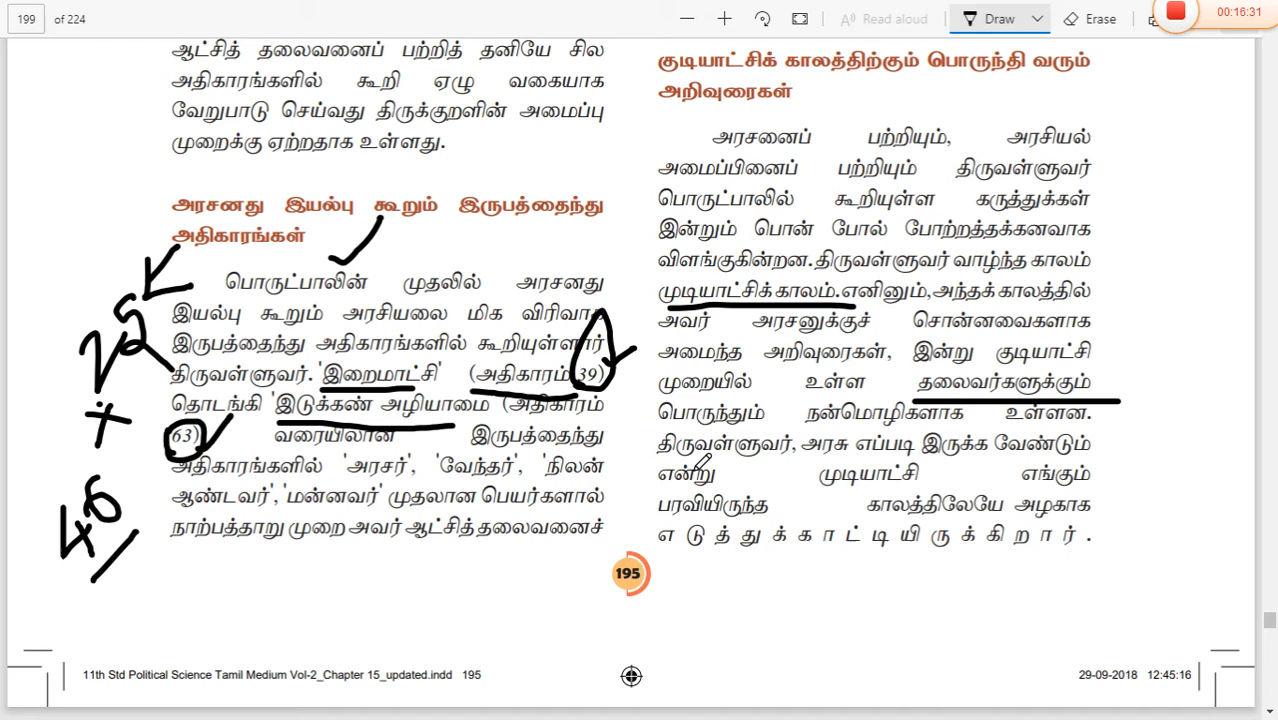 199 of 224
Read aloud
Draw
Erase
00:16:31
ஆட்சித் தலைவனைப் பற்றித் தனியே சில
அதிகாரங்களில் கூறி ஏழு வகையாக
வேறுபாடு செய்வது திருக்குறளின் அமைப்பு
முறைக்கு ஏற்றதாக உள்ளது.
அரசனது இயல்பு கூறும் இருபத்தைந்து
அதிகாரங்கள்
பொருட்பாலின் முதலில் அரசனது
இயல்பு கூறும் அரசியலை மிக விரிவாக
இருபத்தைந்து அதிகாரங்களில் கூறியுள்ளார்
திருவள்ளுவர். 'இறைமாட்சி' (அதிகாரம் 39)
தொடங்கி 'இடுக்கண் அழியாமை (அதிகாரம்
63) வரையிலான இருபத்தைந்து
அதிகாரங்களில் 'அரசர்', 'வேந்தர்', 'நிலன்
ஆண்டவர்', 'மன்னவர்' முதலான பெயர்களால்
நாற்பத்தாறு முறை அவர் ஆட்சித் தலைவனைச்
25
+
46
குடியாட்சிக் காலத்திற்கும் பொருந்தி வரும்
அறிவுரைகள்
அரசனைப் பற்றியும், அரசியல்
அமைப்பினைப் பற்றியும் திருவள்ளுவர்
பொருட்பாலில் கூறியுள்ள கருத்துக்கள்
இன்றும் பொன் போல் போற்றத்தக்கனவாக
விளங்குகின்றன. திருவள்ளுவர் வாழ்ந்த காலம்
முடியாட்சிக் காலம். எனினும், அந்தக் காலத்தில்
அவர் அரசனுக்குச் சொன்னவைகளாக
அமைந்த அறிவுரைகள், இன்று குடியாட்சி
முறையில் உள்ள தலைவர்களுக்கும்
பொருந்தும் நன்மொழிகளாக உள்ளன.
திருவள்ளுவர், அரசு எப்படி இருக்க வேண்டும்
என்று முடியாட்சி எங்கும்
பரவியிருந்த காலத்திலேயே அழகாக
எடுத்துக்காட்டியிருக்கிறார்.
195
11th Std Political Science Tamil Medium Vol-2_Chapter 15_updated.indd 195
29-09-2018 12:45:16